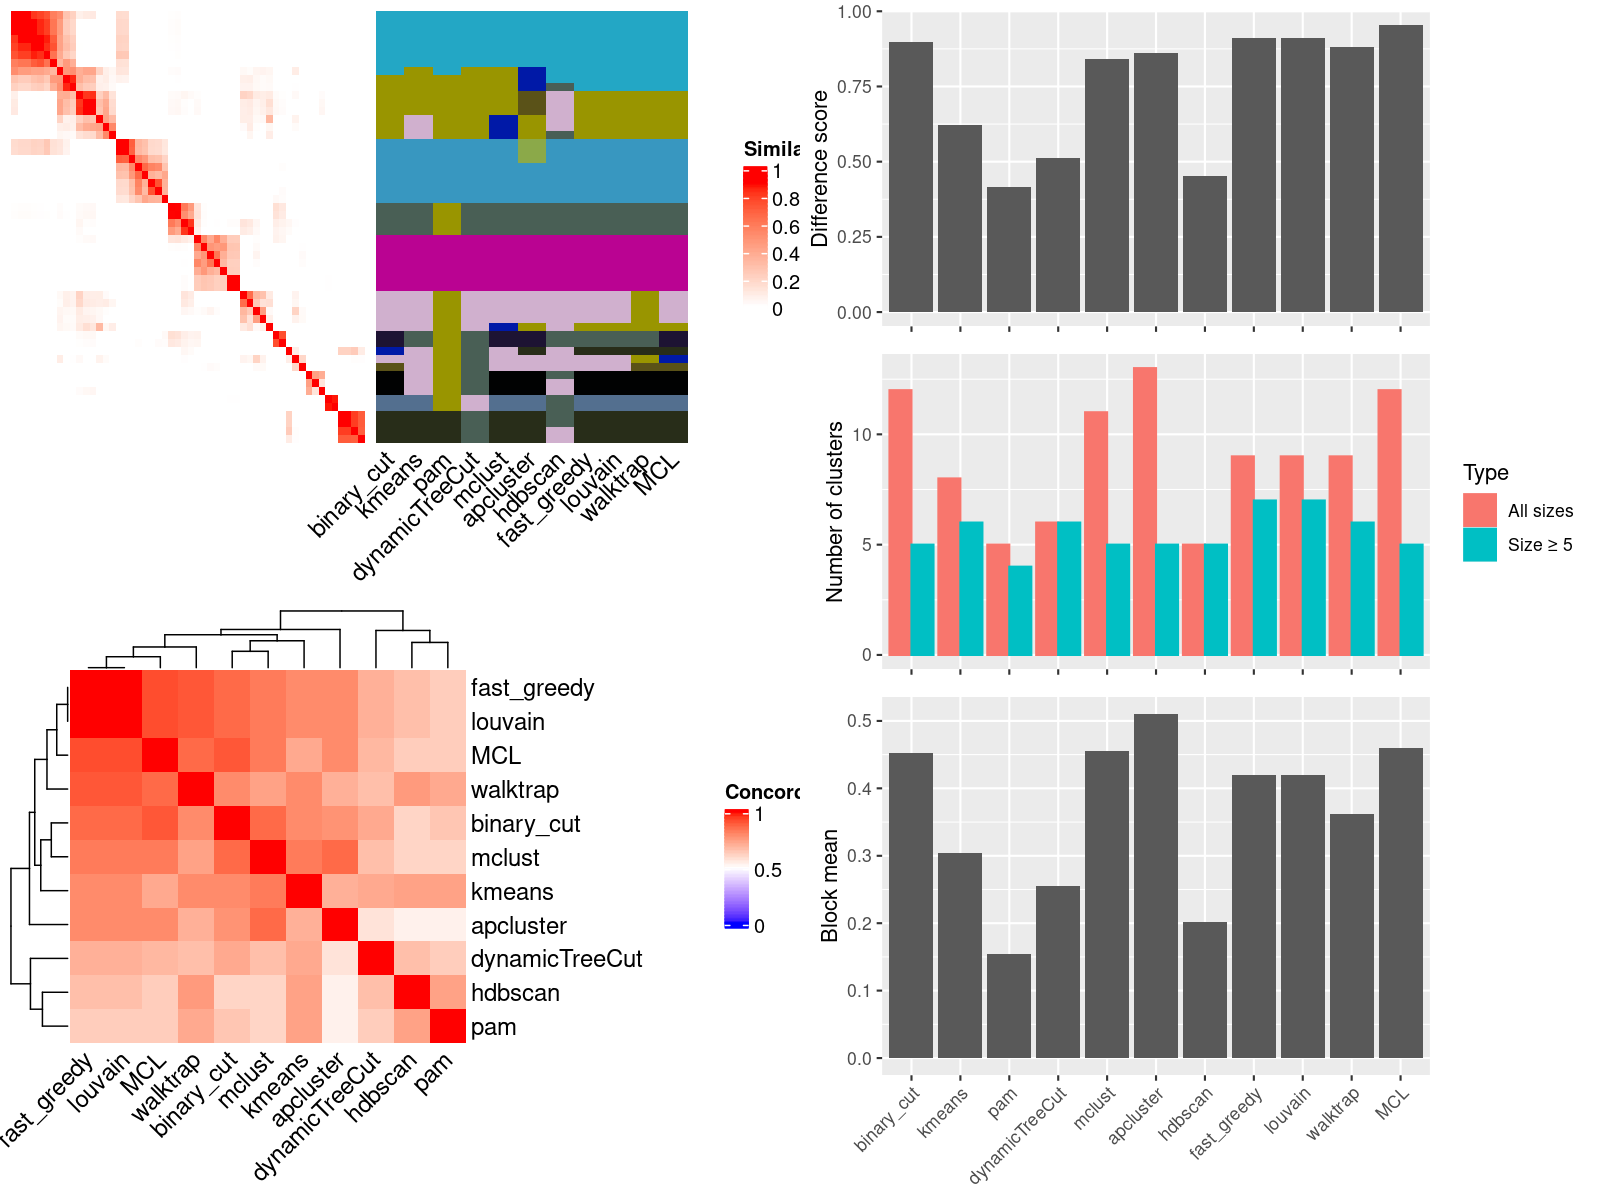 Simila
1
0.8
0.6
0.4
0.2
0
binary_cut
kmeans
pam
dynamicTreeCut
mclust
apcluster
hdbscan
fast_greedy
louvain
walktrap
MCL
fast_greedy
louvain
MCL
walktrap
binary_cut
mclust
kmeans
apcluster
dynamicTreeCut
hdbscan
pam
fast_greedy
louvain
MCL
walktrap
binary_cut
mclust
kmeans
apcluster
dynamicTreeCut
hdbscan
pam
Concord
1
0.5
0
Difference score
1.00
0.75
0.50
0.25
0.00
Number of clusters
10
5
0
Type
All sizes
Size ≥ 5
Block mean
0.5
0.4
0.3
0.2
0.1
0.0
binary_cut
kmeans
pam
dynamicTreeCut
mclust
apcluster
hdbscan
fast_greedy
louvain
walktrap
MCL